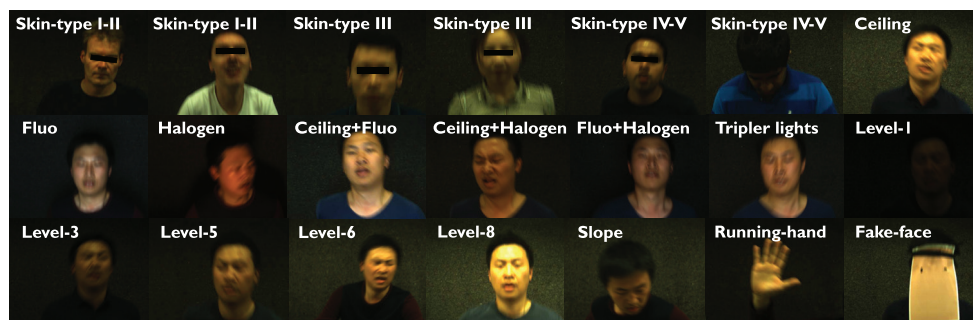 Skin-type I-II
Skin-type I-II
Skin-type III
Skin-type III
Skin-type IV-V
Skin-type IV-V
Ceiling
Fluo
Halogen
Ceiling+Fluo
Ceiling+Halogen
Fluo+Halogen
Tripler lights
Level-1
Level-3
Level-5
Level-6
Level-8
Slope
Running-hand
Fake-face